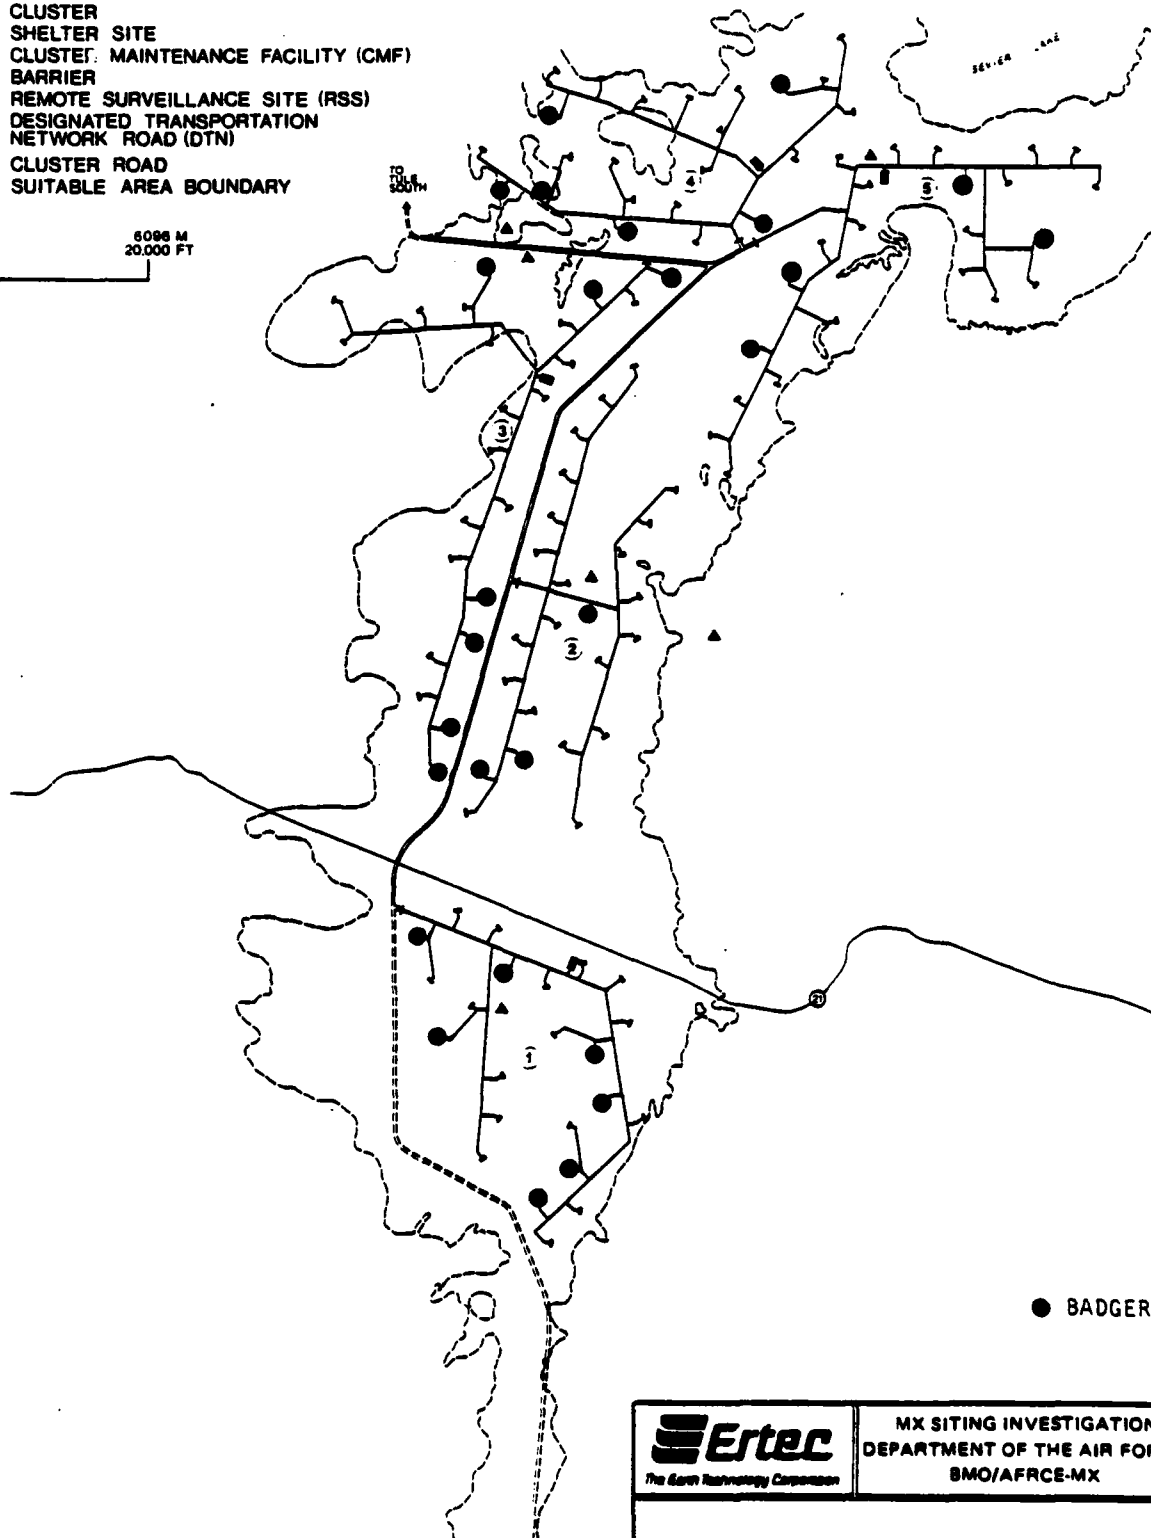 CLUSTER
SHELTER SITE
CLUSTER MAINTENANCE FACILITY (CMF)
BARRIER
REMOTE SURVEILLANCE SITE (RSS)
DESIGNATED TRANSPORTATION
NETWORK ROAD (DTN)
CLUSTER ROAD
SUITABLE AREA BOUNDARY
6096 M
20,000 FT
SEVIER LAKE
TO
TULE
SOUTH
4
5
3
2
21
1
BADGER
Ertec
The Earth Technology Corporation
MX SITING INVESTIGATION
DEPARTMENT OF THE AIR FOR
BMO/AFRCE-MX